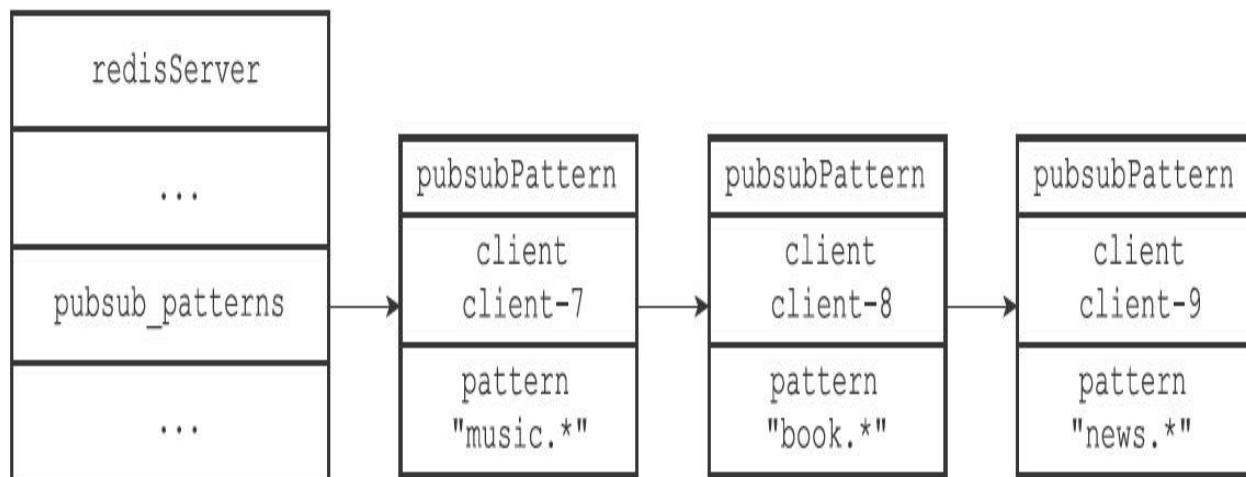 redisServer
...
pubsub_patterns
...
pubsubPattern
client
client-7
pattern
"music.*"
pubsubPattern
client
client-8
pattern
"book.*"
pubsubPattern
client
client-9
pattern
"news.*"